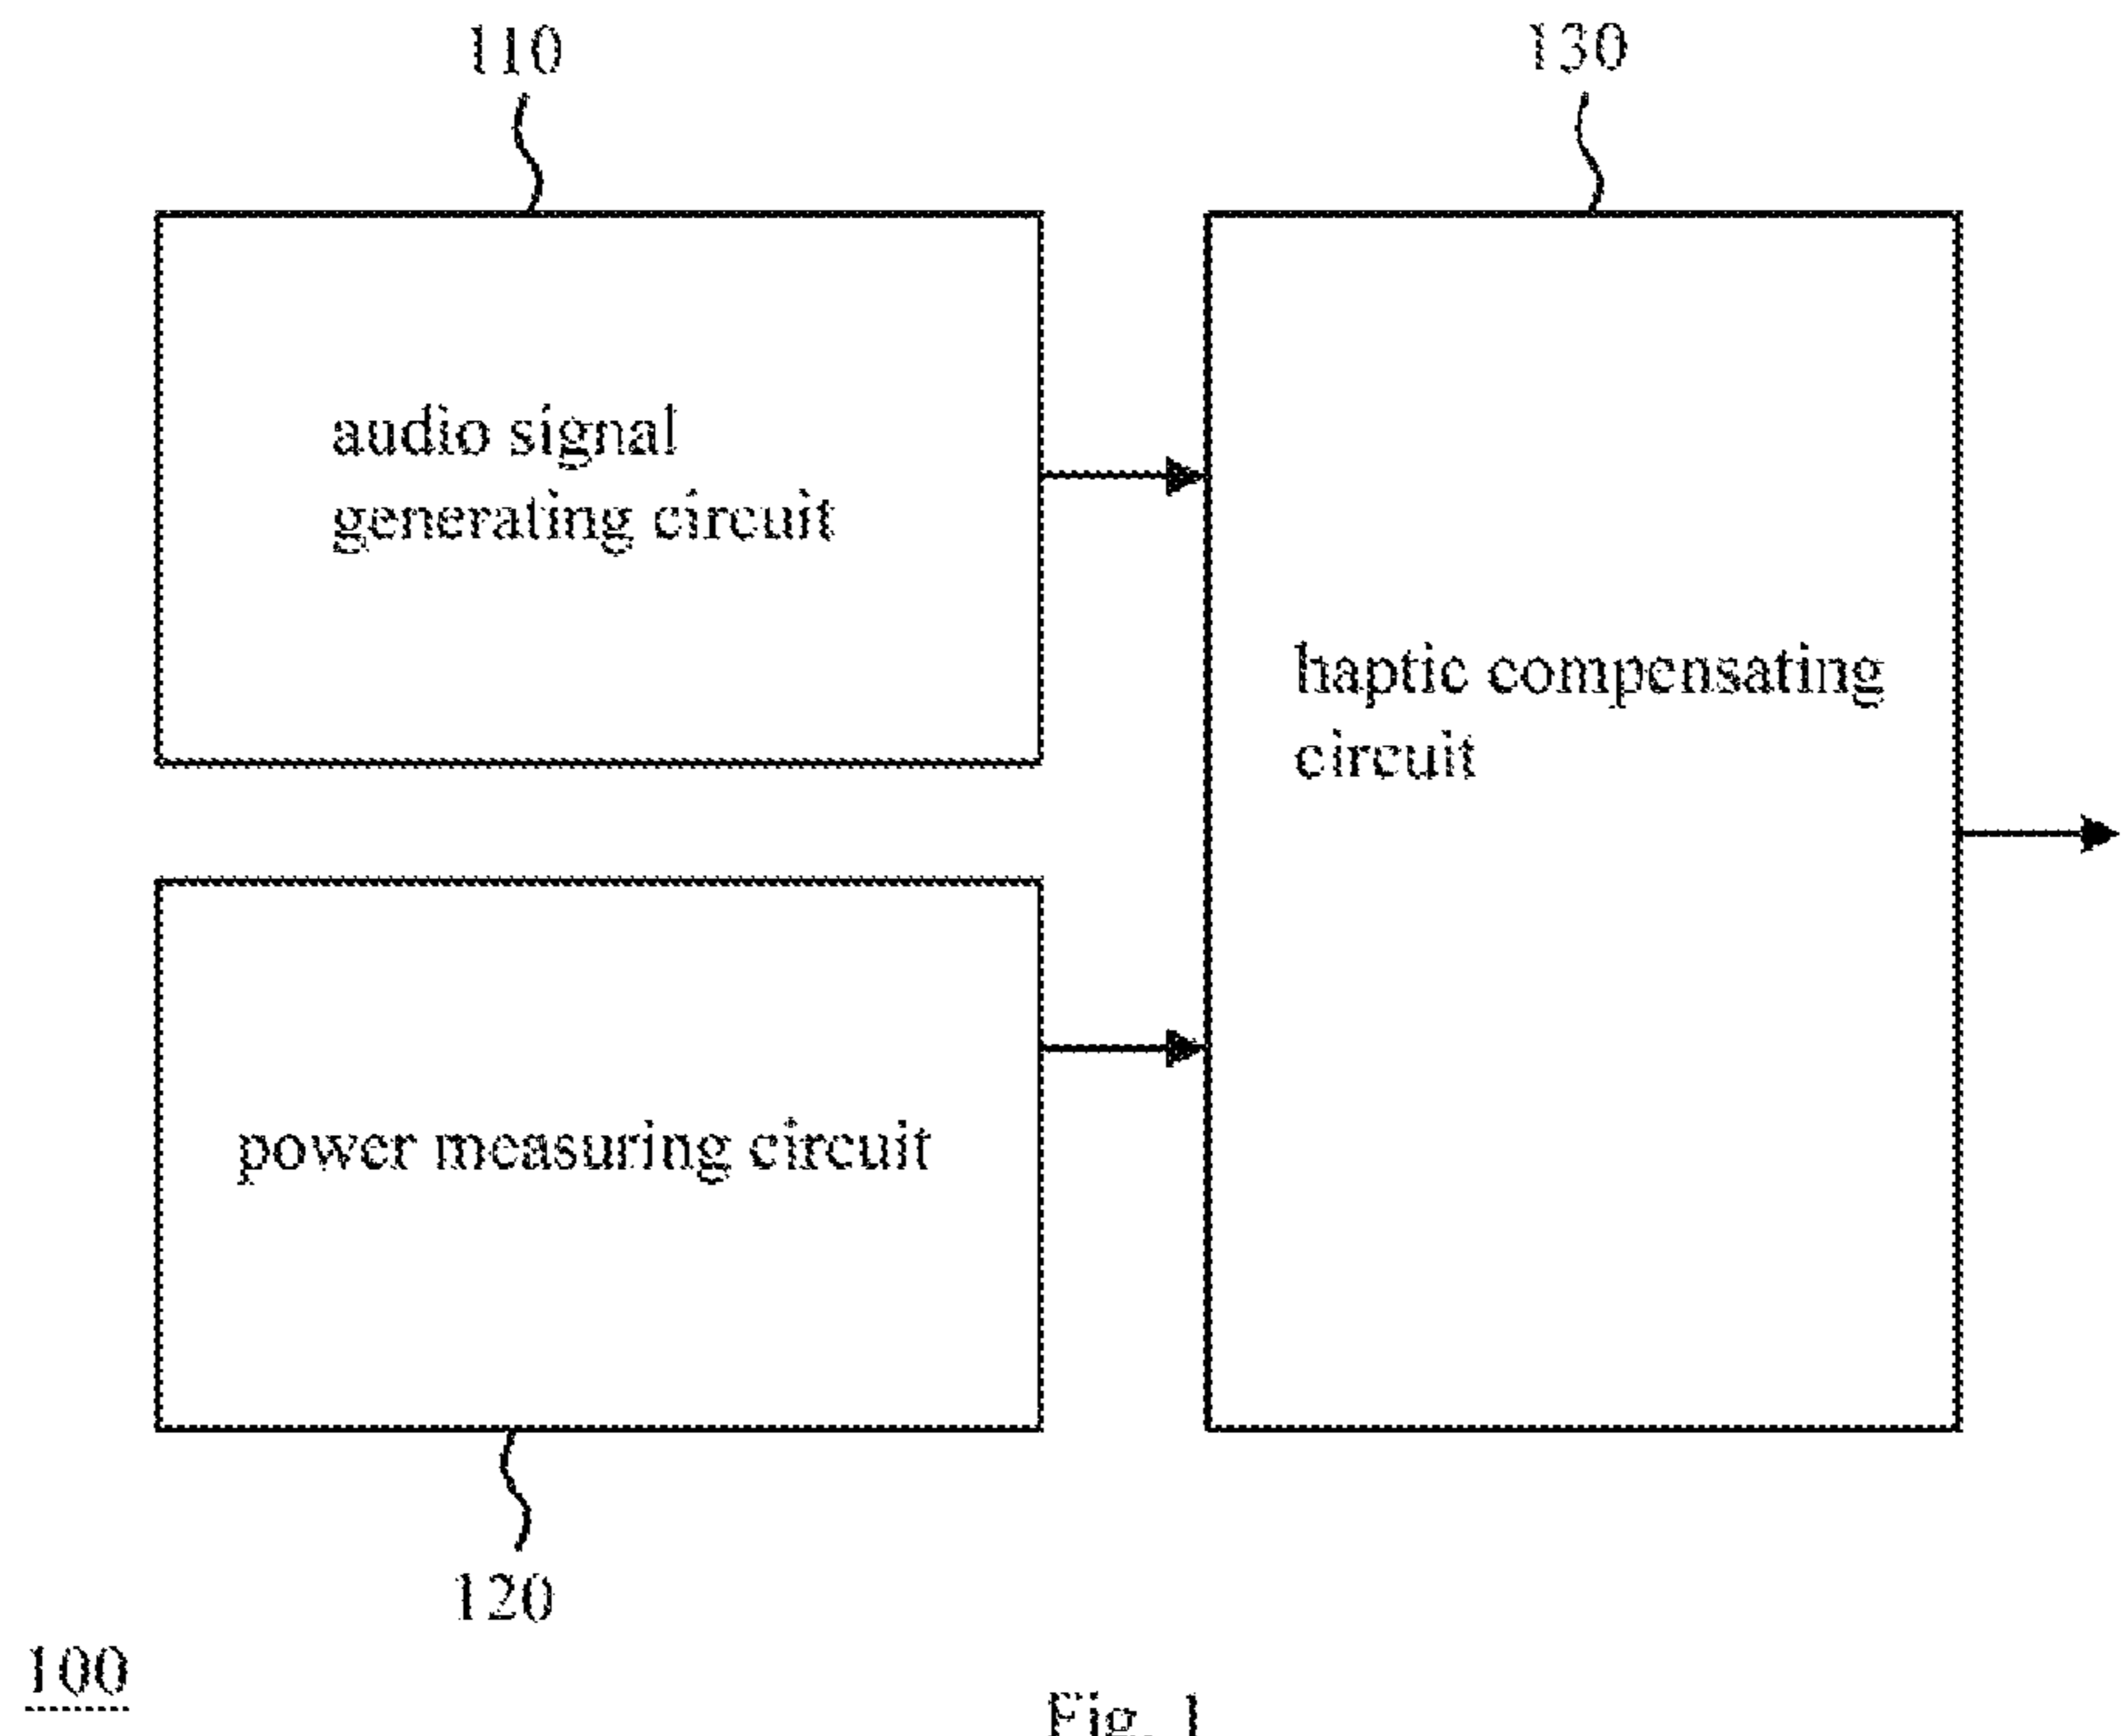 110
130
audio signal
generating circuit
haptic compensating
circuit
power measuring circuit
120
100
Fig. 1